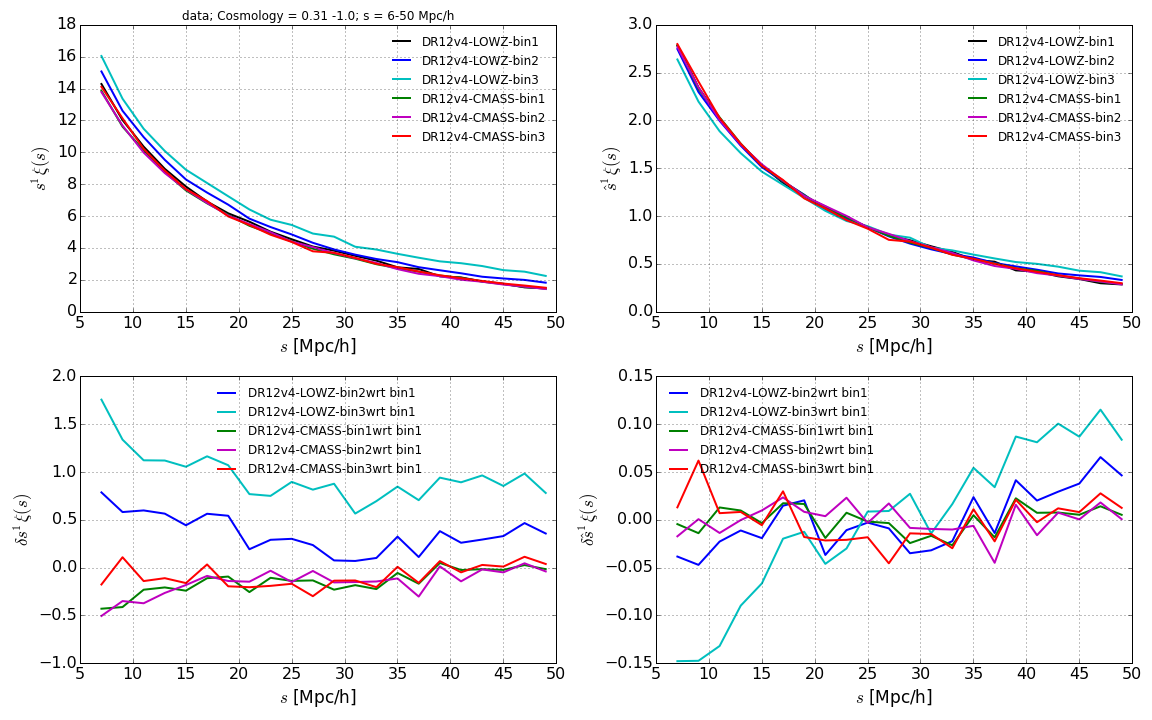 data; Cosmology = 0.31 -1.0; s = 6-50 Mpc/h
18
16
14
12
10
8
6
4
2
0
s¹ ξ(s)
DR12v4-LOWZ-bin1
DR12v4-LOWZ-bin2
DR12v4-LOWZ-bin3
DR12v4-CMASS-bin1
DR12v4-CMASS-bin2
DR12v4-CMASS-bin3
5 10 15 20 25 30 35 40 45 50
s [Mpc/h]
3.0
2.5
2.0
1.5
1.0
0.5
0.0
ŝ¹ ξ(s)
DR12v4-LOWZ-bin1
DR12v4-LOWZ-bin2
DR12v4-LOWZ-bin3
DR12v4-CMASS-bin1
DR12v4-CMASS-bin2
DR12v4-CMASS-bin3
5 10 15 20 25 30 35 40 45 50
s [Mpc/h]
2.0
1.5
1.0
0.5
0.0
−0.5
−1.0
δs¹ ξ(s)
DR12v4-LOWZ-bin2wrt bin1
DR12v4-LOWZ-bin3wrt bin1
DR12v4-CMASS-bin1wrt bin1
DR12v4-CMASS-bin2wrt bin1
DR12v4-CMASS-bin3wrt bin1
5 10 15 20 25 30 35 40 45 50
s [Mpc/h]
0.15
0.10
0.05
0.00
−0.05
−0.10
−0.15
δŝ¹ ξ(s)
DR12v4-LOWZ-bin2wrt bin1
DR12v4-LOWZ-bin3wrt bin1
DR12v4-CMASS-bin1wrt bin1
DR12v4-CMASS-bin2wrt bin1
DR12v4-CMASS-bin3wrt bin1
5 10 15 20 25 30 35 40 45 50
s [Mpc/h]